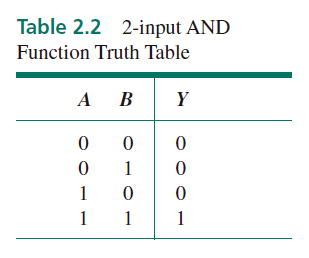 Table 2.2 2-input AND
Function Truth Table
A B Y
0 0 0
0 1 0
1 0 0
1 1 1